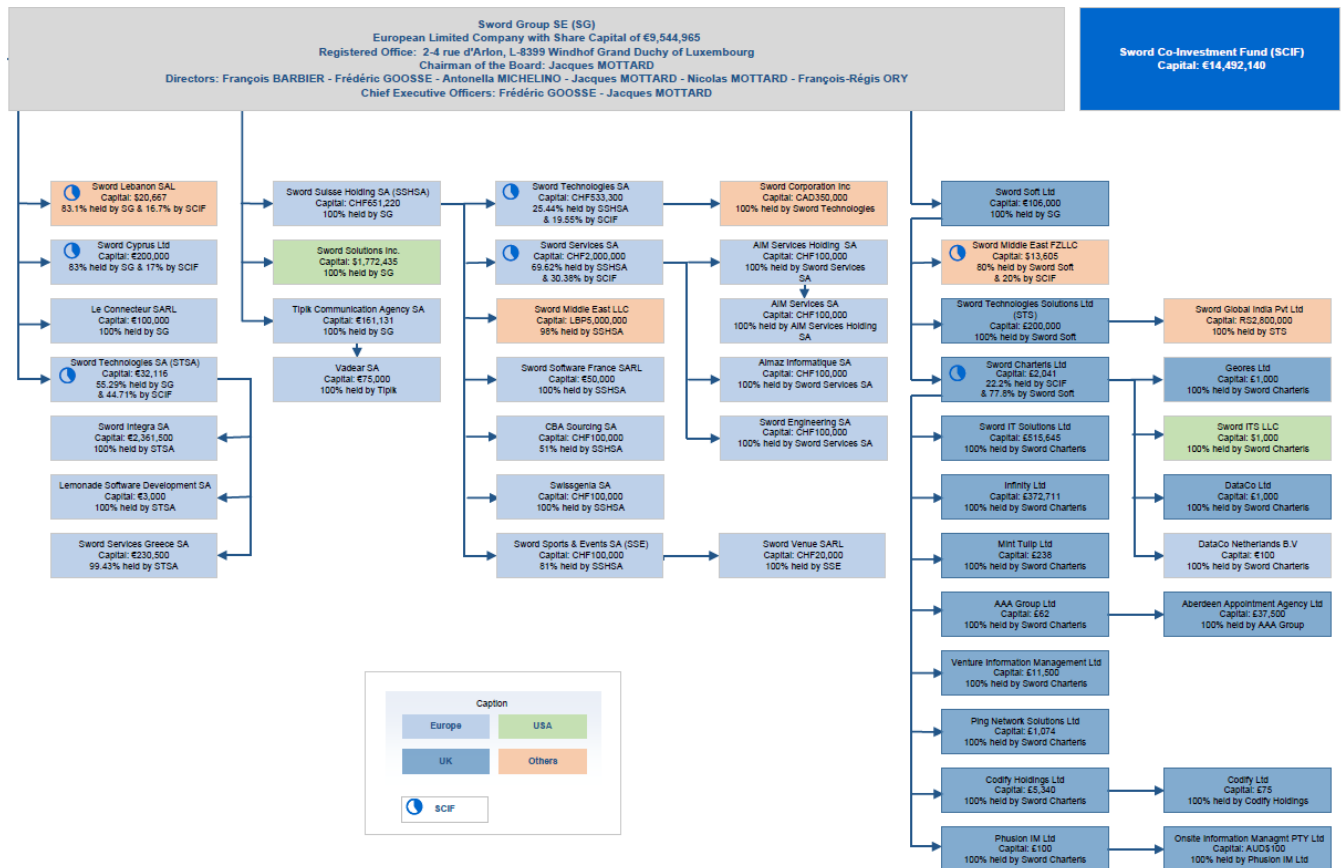 Sword Group SE (SG)
European Limited Company with Share Capital of €9,544,965
Registered Office: 2-4 rue d'Arlon, L-8399 Windhof Grand Duchy of Luxembourg
Chairman of the Board: Jacques MOTTARD
Directors: François BARBIER - Frédéric GOOSSE - Antonella MICHELINO - Jacques MOTTARD - Nicolas MOTTARD - François-Régis ORY
Chief Executive Officers: Frédéric GOOSSE - Jacques MOTTARD
Sword Co-Investment Fund (SCIF)
Capital: €14,492,140
Sword Lebanon SAL
Capital: $20,667
83.1% held by SG & 16.7% by SCIF
Sword Cyprus Ltd
Capital: €200,000
83% held by SG & 17% by SCIF
Le Connecteur SARL
Capital: €100,000
100% held by SG
Sword Technologies SA (STSA)
Capital: €32,116
55.29% held by SG
& 44.71% by SCIF
Sword Integra SA
Capital: €2,361,500
100% held by STSA
Lemonade Software Development SA
Capital: €3,000
100% held by STSA
Sword Services Greece SA
Capital: €230,500
99.43% held by STSA
Sword Suisse Holding SA (SSHSA)
Capital: CHF651,220
100% held by SG
Sword Solutions Inc.
Capital: $1,772,435
100% held by SG
Tipik Communication Agency SA
Capital: €161,131
100% held by SG
Vadear SA
Capital: €75,000
100% held by Tipik
Sword Technologies SA
Capital: CHF533,300
25.44% held by SSHSA
& 19.55% by SCIF
Sword Services SA
Capital: CHF2,000,000
69.62% held by SSHSA
& 30.38% by SCIF
Sword Middle East LLC
Capital: LBP5,000,000
98% held by SSHSA
Sword Software France SARL
Capital: €50,000
100% held by SSHSA
CBA Sourcing SA
Capital: CHF100,000
51% held by SSHSA
Swissgenia SA
Capital: CHF100,000
100% held by SSHSA
Sword Sports & Events SA (SSE)
Capital: CHF100,000
81% held by SSHSA
Sword Corporation Inc
Capital: CAD350,000
100% held by Sword Technologies
AIM Services Holding SA
Capital: CHF100,000
100% held by Sword Services
SA
AIM Services SA
Capital: CHF100,000
100% held by AIM Services Holding
SA
Almaz Informatique SA
Capital: CHF100,000
100% held by Sword Services SA
Sword Engineering SA
Capital: CHF100,000
100% held by Sword Services SA
Sword Venue SARL
Capital: CHF20,000
100% held by SSE
Sword Soft Ltd
Capital: €106,000
100% held by SG
Sword Middle East FZLLC
Capital: $13,605
80% held by Sword Soft
& 20% by SCIF
Sword Technologies Solutions Ltd
(STS)
Capital: £200,000
100% held by Sword Soft
Sword Charteris Ltd
Capital: £2,041
22.2% held by SCIF
& 77.8% by Sword Soft
Sword IT Solutions Ltd
Capital: £515,645
100% held by Sword Charteris
Infinity Ltd
Capital: £372,711
100% held by Sword Charteris
Mint Tulip Ltd
Capital: £238
100% held by Sword Charteris
AAA Group Ltd
Capital: £62
100% held by Sword Charteris
Venture Information Management Ltd
Capital: £11,500
100% held by Sword Charteris
Ping Network Solutions Ltd
Capital: £1,074
100% held by Sword Charteris
Codify Holdings Ltd
Capital: £5,340
100% held by Sword Charteris
Phusion IM Ltd
Capital: £100
100% held by Sword Charteris
Sword Global India Pvt Ltd
Capital: RS2,800,000
100% held by STS
Geores Ltd
Capital: £1,000
100% held by Sword Charteris
Sword ITS LLC
Capital: $1,000
100% held by Sword Charteris
DataCo Ltd
Capital: £1,000
100% held by Sword Charteris
DataCo Netherlands B.V
Capital: €100
100% held by Sword Charteris
Aberdeen Appointment Agency Ltd
Capital: £37,500
100% held by AAA Group
Codify Ltd
Capital: £75
100% held by Codify Holdings
Onsite Information Managmt PTY Ltd
Capital: AUD$100
100% held by Phusion IM Ltd
Caption
Europe
USA
UK
Others
SCIF